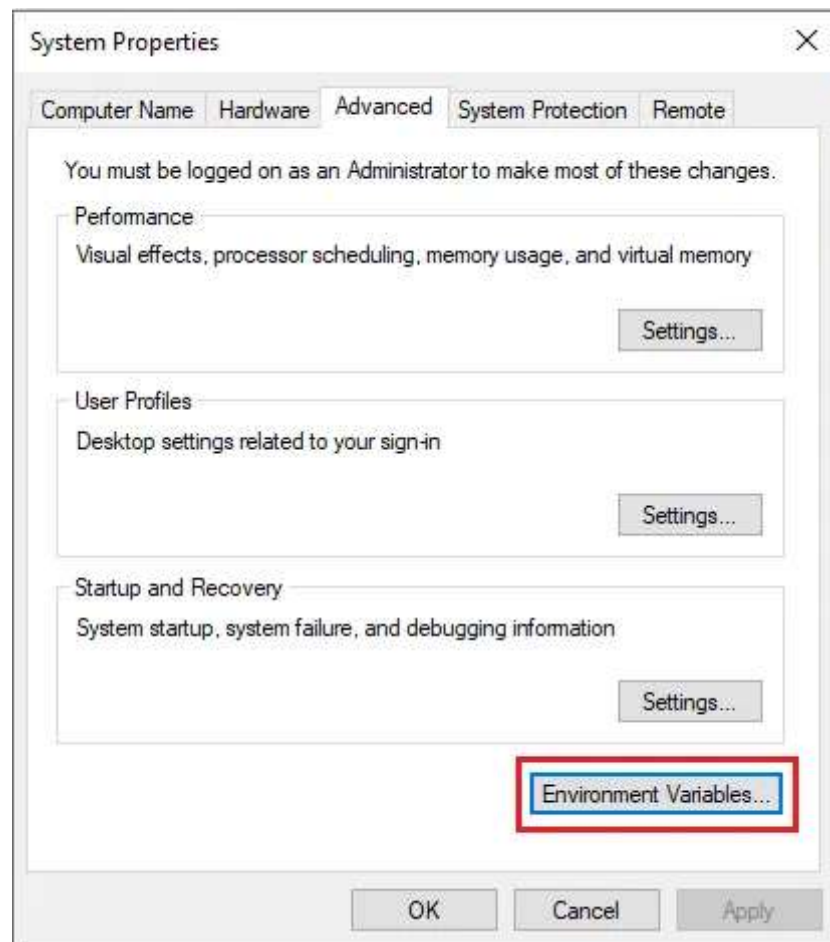 System Properties
Computer Name Hardware Advanced System Protection Remote
You must be logged on as an Administrator to make most of these changes.
Performance
Visual effects, processor scheduling, memory usage, and virtual memory
Settings...
User Profiles
Desktop settings related to your sign-in
Settings...
Startup and Recovery
System startup, system failure, and debugging information
Settings...
Environment Variables...
OK Cancel Apply